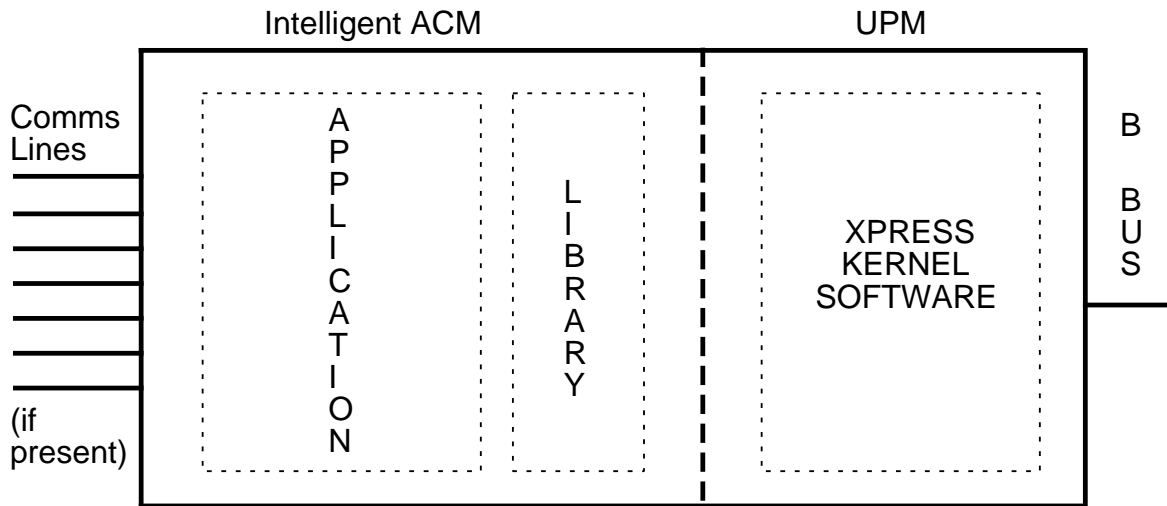 Intelligent ACM
UPM
Comms
Lines
(if
present)
APPLICATION
LIBRARY
XPRESS
KERNEL
SOFTWARE
B BUS